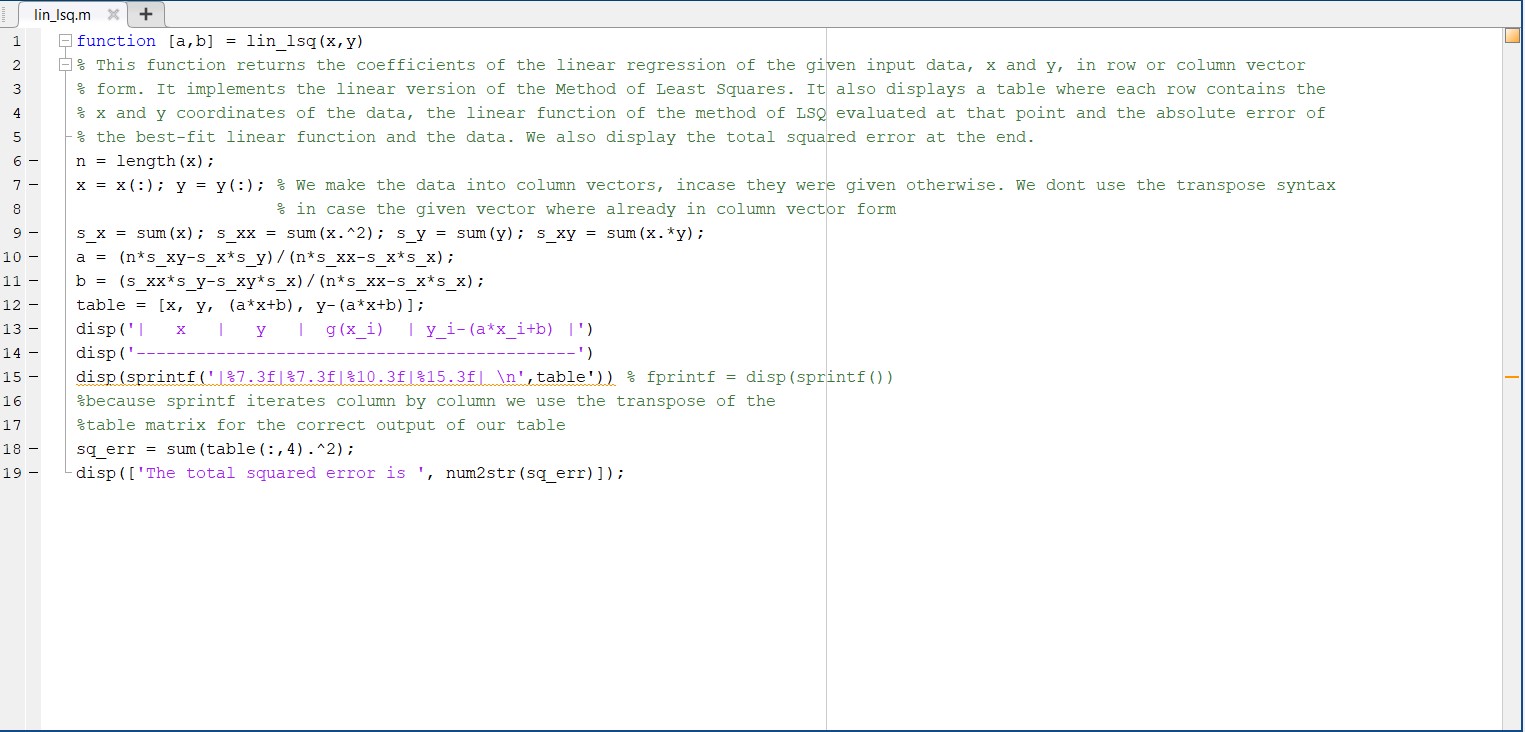 lin_lsq.m
1 function [a,b] = lin_lsq(x,y)
2 % This function returns the coefficients of the linear regression of the given input data, x and y, in row or column vector
3 % form. It implements the linear version of the Method of Least Squares. It also displays a table where each row contains the
4 % x and y coordinates of the data, the linear function of the method of LSQ evaluated at that point and the absolute error of
5 % the best-fit linear function and the data. We also display the total squared error at the end.
6 n = length(x);
7 x = x(:); y = y(:); % We make the data into column vectors, incase they were given otherwise. We dont use the transpose syntax
8 % in case the given vector where already in column vector form
9 s_x = sum(x); s_xx = sum(x.^2); s_y = sum(y); s_xy = sum(x.*y);
10 a = (n*s_xy-s_x*s_y)/(n*s_xx-s_x*s_x);
11 b = (s_xx*s_y-s_xy*s_x)/(n*s_xx-s_x*s_x);
12 table = [x, y, (a*x+b), y-(a*x+b)];
13 disp('|   x   |   y   |  g(x_i)  | y_i-(a*x_i+b) |')
14 disp('--------------------------------------------')
15 disp(sprintf('|%7.3f|%7.3f|%10.3f|%15.3f| \n',table')) % fprintf = disp(sprintf())
16 %because sprintf iterates column by column we use the transpose of the
17 %table matrix for the correct output of our table
18 sq_err = sum(table(:,4).^2);
19 disp(['The total squared error is ', num2str(sq_err)]);